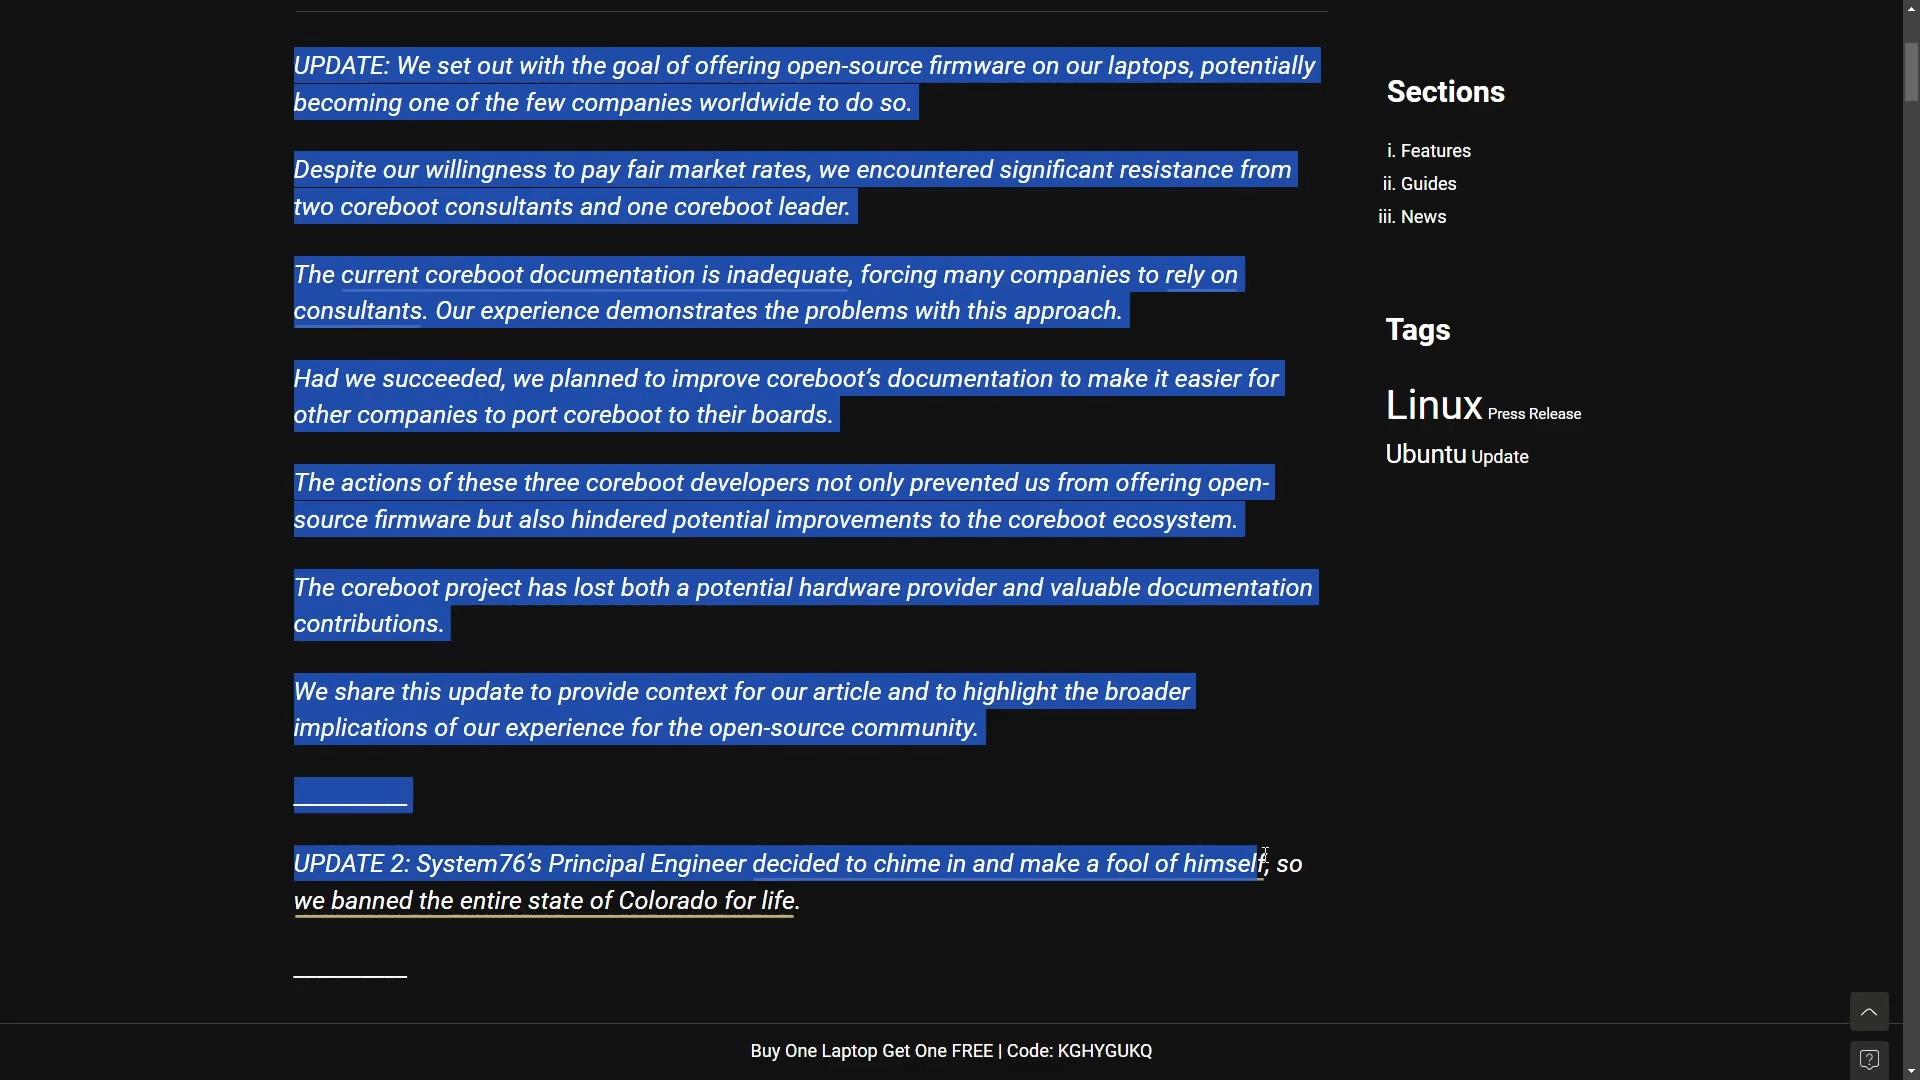 UPDATE: We set out with the goal of offering open-source firmware on our laptops, potentially
becoming one of the few companies worldwide to do so.
Despite our willingness to pay fair market rates, we encountered significant resistance from
two coreboot consultants and one coreboot leader.
The current coreboot documentation is inadequate, forcing many companies to rely on
consultants. Our experience demonstrates the problems with this approach.
Had we succeeded, we planned to improve coreboot’s documentation to make it easier for
other companies to port coreboot to their boards.
The actions of these three coreboot developers not only prevented us from offering open-
source firmware but also hindered potential improvements to the coreboot ecosystem.
The coreboot project has lost both a potential hardware provider and valuable documentation
contributions.
We share this update to provide context for our article and to highlight the broader
implications of our experience for the open-source community.
__________
UPDATE 2: System76’s Principal Engineer decided to chime in and make a fool of himself, so
we banned the entire state of Colorado for life.
__________
Sections
i. Features
ii. Guides
iii. News
Tags
Linux Press Release
Ubuntu Update
Buy One Laptop Get One FREE | Code: KGHYGUKQ